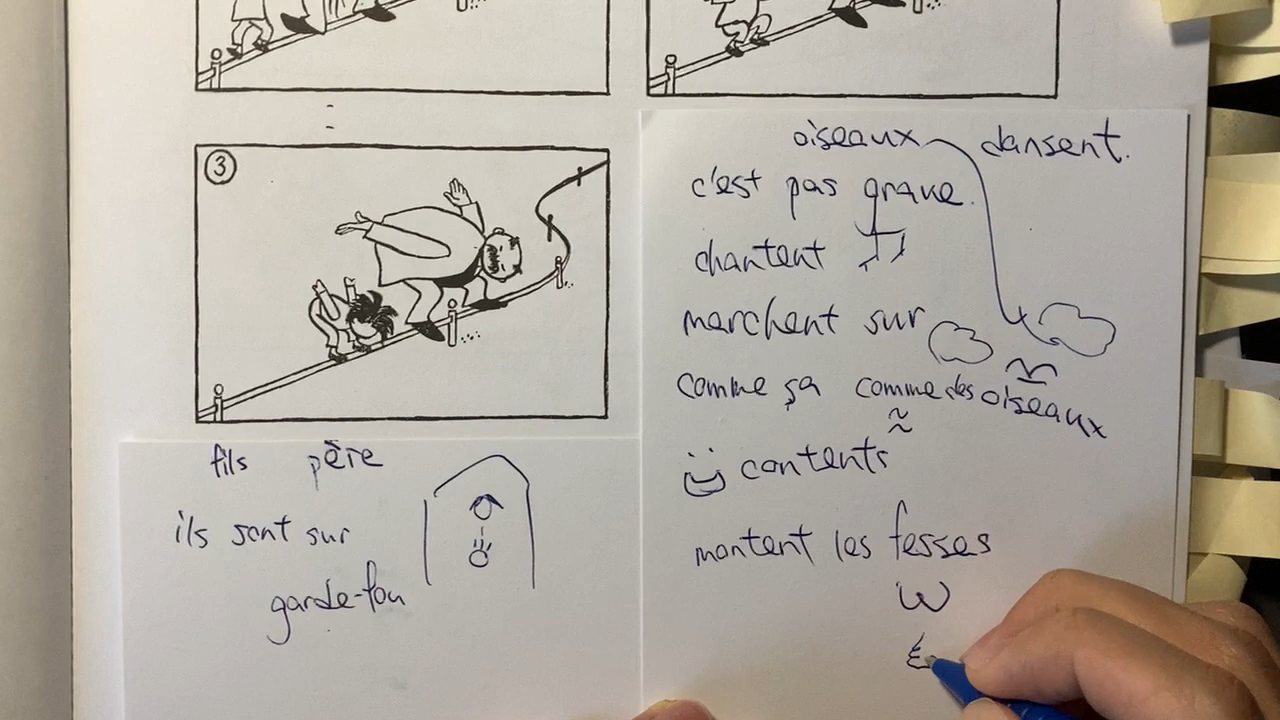 3
fils père
ils sont sur
garde-fou
oiseaux dansent.
c'est pas grave.
chantent
marchent sur
comme ça comme des oiseaux
contents
montent les fesses